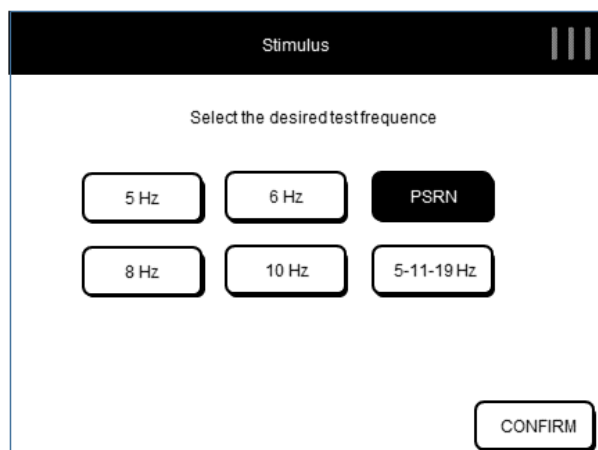 Stimulus
Select the desired test frequence
5 Hz
6 Hz
PSRN
8 Hz
10 Hz
5-11-19 Hz
CONFIRM